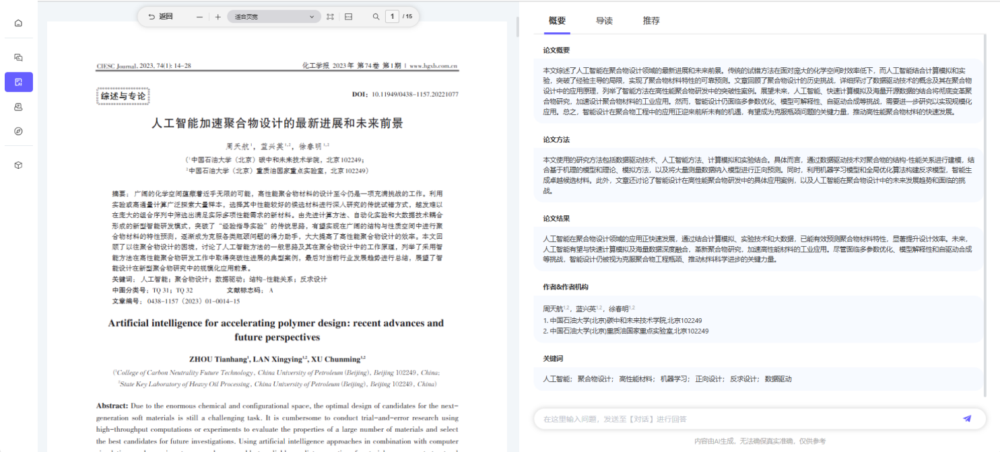 返回
适合页宽
1 / 15
CIESC Journal, 2023, 74(1): 14-28
化工学报 2023年 第74卷 第1期 | www.hgxb.com.cn
综述与专论
DOI: 10.11949/0438-1157.20221077
人工智能加速聚合物设计的最新进展和未来前景
周天航¹, 蓝兴英¹,², 徐春明¹,²
(¹中国石油大学（北京）碳中和未来技术学院, 北京102249;
²中国石油大学（北京）重质油国家重点实验室, 北京102249)
摘要: 广阔的化学空间蕴藏着近乎无限的可能, 高性能聚合物材料的设计至今仍是一项充满挑战的工作。利用
实验或高通量计算广泛探索大量样本, 选择其中性能较好的候选材料进行深入研究的传统试错方式, 越发难以
在庞大的组合序列中筛选出满足实际多项性能需求的新材料。由先进计算方法、自动化实验和大数据技术耦合
形成的新型智能研发模式, 突破了“经验指导实验”的传统思路, 有望实现在广阔的结构与性质空间中进行聚
合物材料的特性预测, 逐渐成为克服各类瓶颈问题的得力助手, 大大提高了高性能聚合物设计的效率。本文回
顾了以往聚合物设计的困境, 讨论了人工智能方法的一般思路及其在聚合物设计中的工作原理, 列举了采用智
能方法在高性能聚合物研发工作中取得突破性进展的典型案例, 最后对当前行业发展趋势进行总结, 展望了智
能设计在新型聚合物研究中的规模化应用前景。
关键词: 人工智能; 聚合物设计; 数据驱动; 结构-性能关系; 反求设计
中图分类号: TQ 31; TQ 32 文献标志码: A
文章编号: 0438-1157 (2023) 01-0014-15
Artificial intelligence for accelerating polymer design: recent advances and
future perspectives
ZHOU Tianhang¹, LAN Xingying¹,², XU Chunming¹,²
(¹College of Carbon Neutrality Future Technology, China University of Petroleum (Beijing), Beijing 102249, China;
²State Key Laboratory of Heavy Oil Processing, China University of Petroleum (Beijing), Beijing 102249, China)
Abstract: Due to the enormous chemical and configurational space, the optimal design of candidates for the next-
generation soft materials is still a challenging task. It is cumbersome to conduct trial-and-error research using
high-throughput computations or experiments to evaluate the properties of a large number of materials and select
the best candidates for future investigations. Using artificial intelligence approaches in combination with computer
概要 导读 推荐
论文概要
本文综述了人工智能在聚合物设计领域的最新进展和未来前景。传统的试错方法在面对庞大的化学空间时效率低下，而人工智能结合计算模拟和实
验，突破了经验主导的局限，实现了聚合物材料特性的可靠预测。文章回顾了聚合物设计的历史挑战，详细探讨了数据驱动技术的概念及其在聚合物
设计中的应用原理，列举了智能方法在高性能聚合物研发中的突破性案例。展望未来，人工智能、快速计算模拟及海量开源数据的结合将彻底变革聚
合物研究，加速设计聚合物材料的工业应用。然而，智能设计仍面临多参数优化、模型可解释性、自驱动合成等挑战，需要进一步研究以实现规模化
应用。总之，智能设计在聚合物工程中的应用正迎来前所未有的机遇，有望成为克服瓶颈问题的关键力量，推动高性能聚合物材料的快速发展。
论文方法
本文使用的研究方法包括数据驱动技术、人工智能方法、计算模拟和实验结合。具体而言，通过数据驱动技术对聚合物的结构-性能关系进行建模，结
合基于机理的模型和理论、模拟方法，以及将大量测量数据纳入模型进行正向预测。同时，利用机器学习模型和全局优化算法构建反求模型，智能生
成卓越候选材料。此外，文章还讨论了智能设计在高性能聚合物研发中的具体应用案例，以及人工智能在聚合物设计中的未来发展趋势和面临的挑
战。
论文结果
人工智能在聚合物设计领域的应用正快速发展，通过结合计算模拟、实验技术和大数据，已能有效预测聚合物材料特性，显著提升设计效率。未来，
人工智能有望与快速计算模拟及海量数据深度融合，革新聚合物研究，加速高性能材料的工业应用。尽管面临多参数优化、模型解释性和自驱动合成
等挑战，智能设计仍被视为克服聚合物工程瓶颈、推动材料科学进步的关键力量。
作者&作者机构
周天航¹,²，蓝兴英¹,²，徐春明¹,²
1. 中国石油大学(北京)碳中和未来技术学院,北京102249
2. 中国石油大学(北京)重质油国家重点实验室,北京102249
关键词
人工智能； 聚合物设计； 高性能材料； 机器学习； 正向设计； 反求设计； 数据驱动
在这里输入问题，发送至【对话】进行回答
内容由AI生成，无法确保真实准确，仅供参考